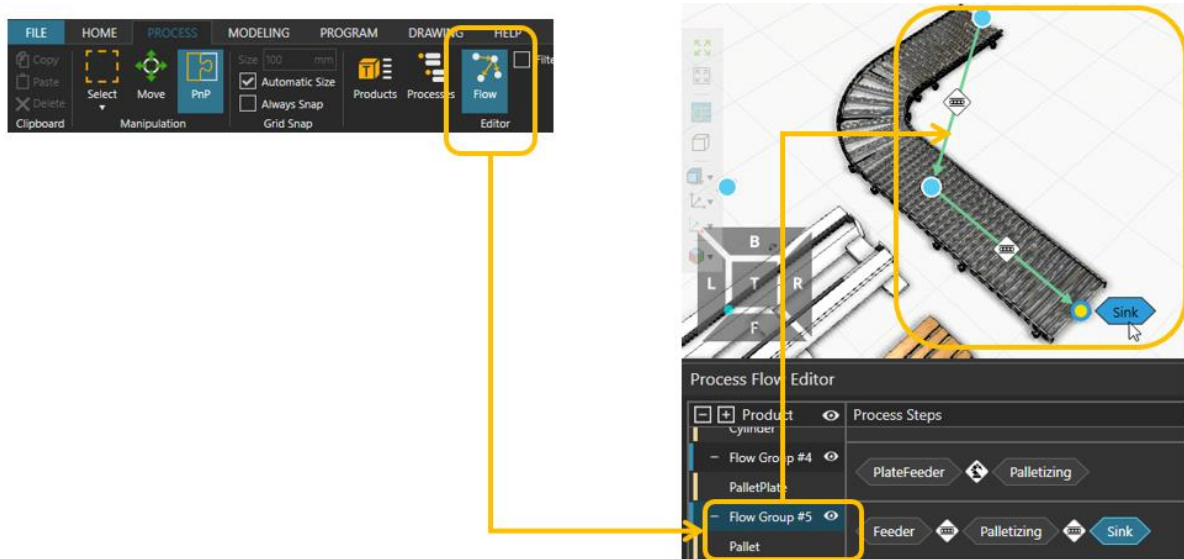 FILE HOME PROCESS MODELING PROGRAM DRAWING HELP
Copy
Paste
Delete
Clipboard
Select Move PnP
Manipulation
Size 100 mm
Automatic Size
Always Snap
Grid Snap
Products Processes Flow
Editor
B
L T R
F
Sink
Process Flow Editor
Product Process Steps
Cylinder
Flow Group #4
PlateFeeder Palletizing
PalletPlate
Flow Group #5
Feeder Palletizing Sink
Pallet